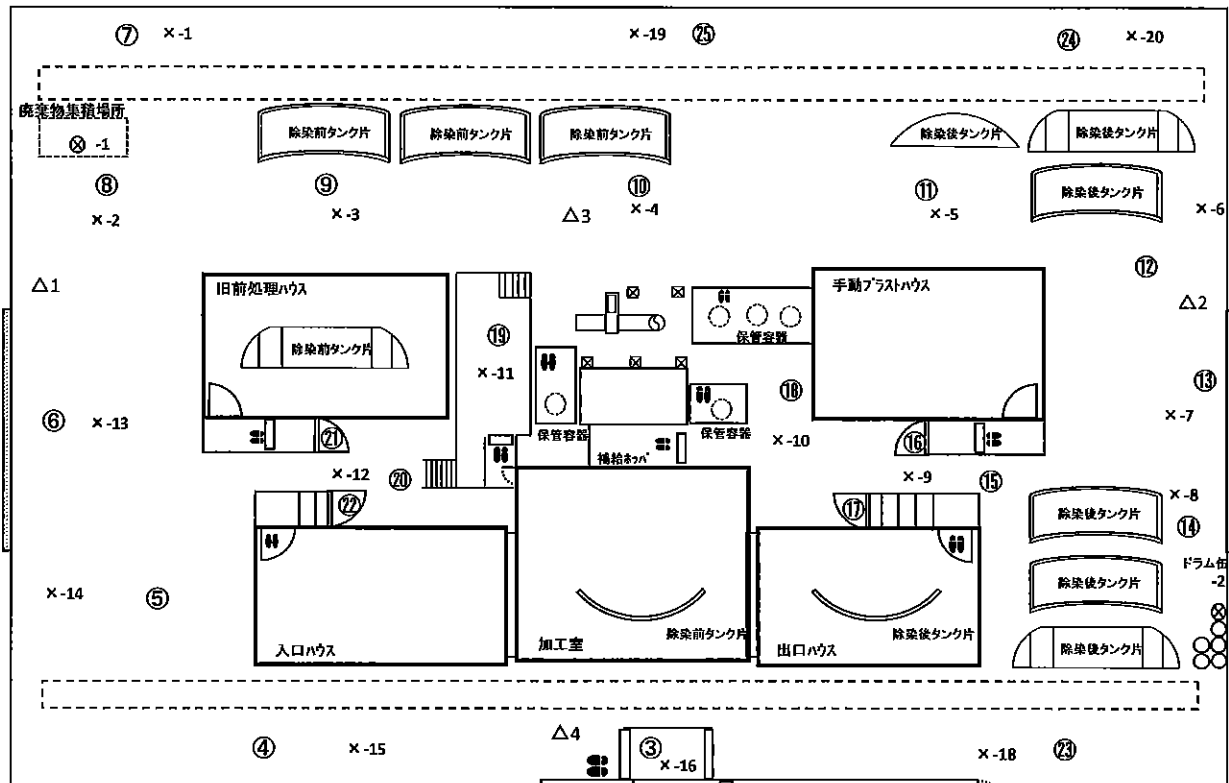 ⑦ ×-1 ×-19 ㉕ ㉔ ×-20
廃棄物集積場所
⊗ -1
除染前タンク片 除染前タンク片 除染前タンク片 除染後タンク片 除染後タンク片
⑧ ⑨ ⑩ ⑪ 除染後タンク片
×-2 ×-3 △3 ×-4 ×-5 ×-6
⑫
△1 旧前処理ハウス 手動ブラストハウス △2
除染前タンク片 ⑲ 保管容器
×-11 ⑱ ⑬
⑥ ×-13 ㉑ 保管容器 保管容器 ×-10 ⑯ ×-7
補給ホッパ
×-12 ⑳ ×-9 ⑮ ×-8
㉒ ⑰ 除染後タンク片 ⑭
ドラム缶
-2
×-14 ⑤ 除染後タンク片
除染前タンク片 除染後タンク片
入口ハウス 加工室 出口ハウス 除染後タンク片
④ ×-15 △4 ③ ×-16 ×-18 ㉓